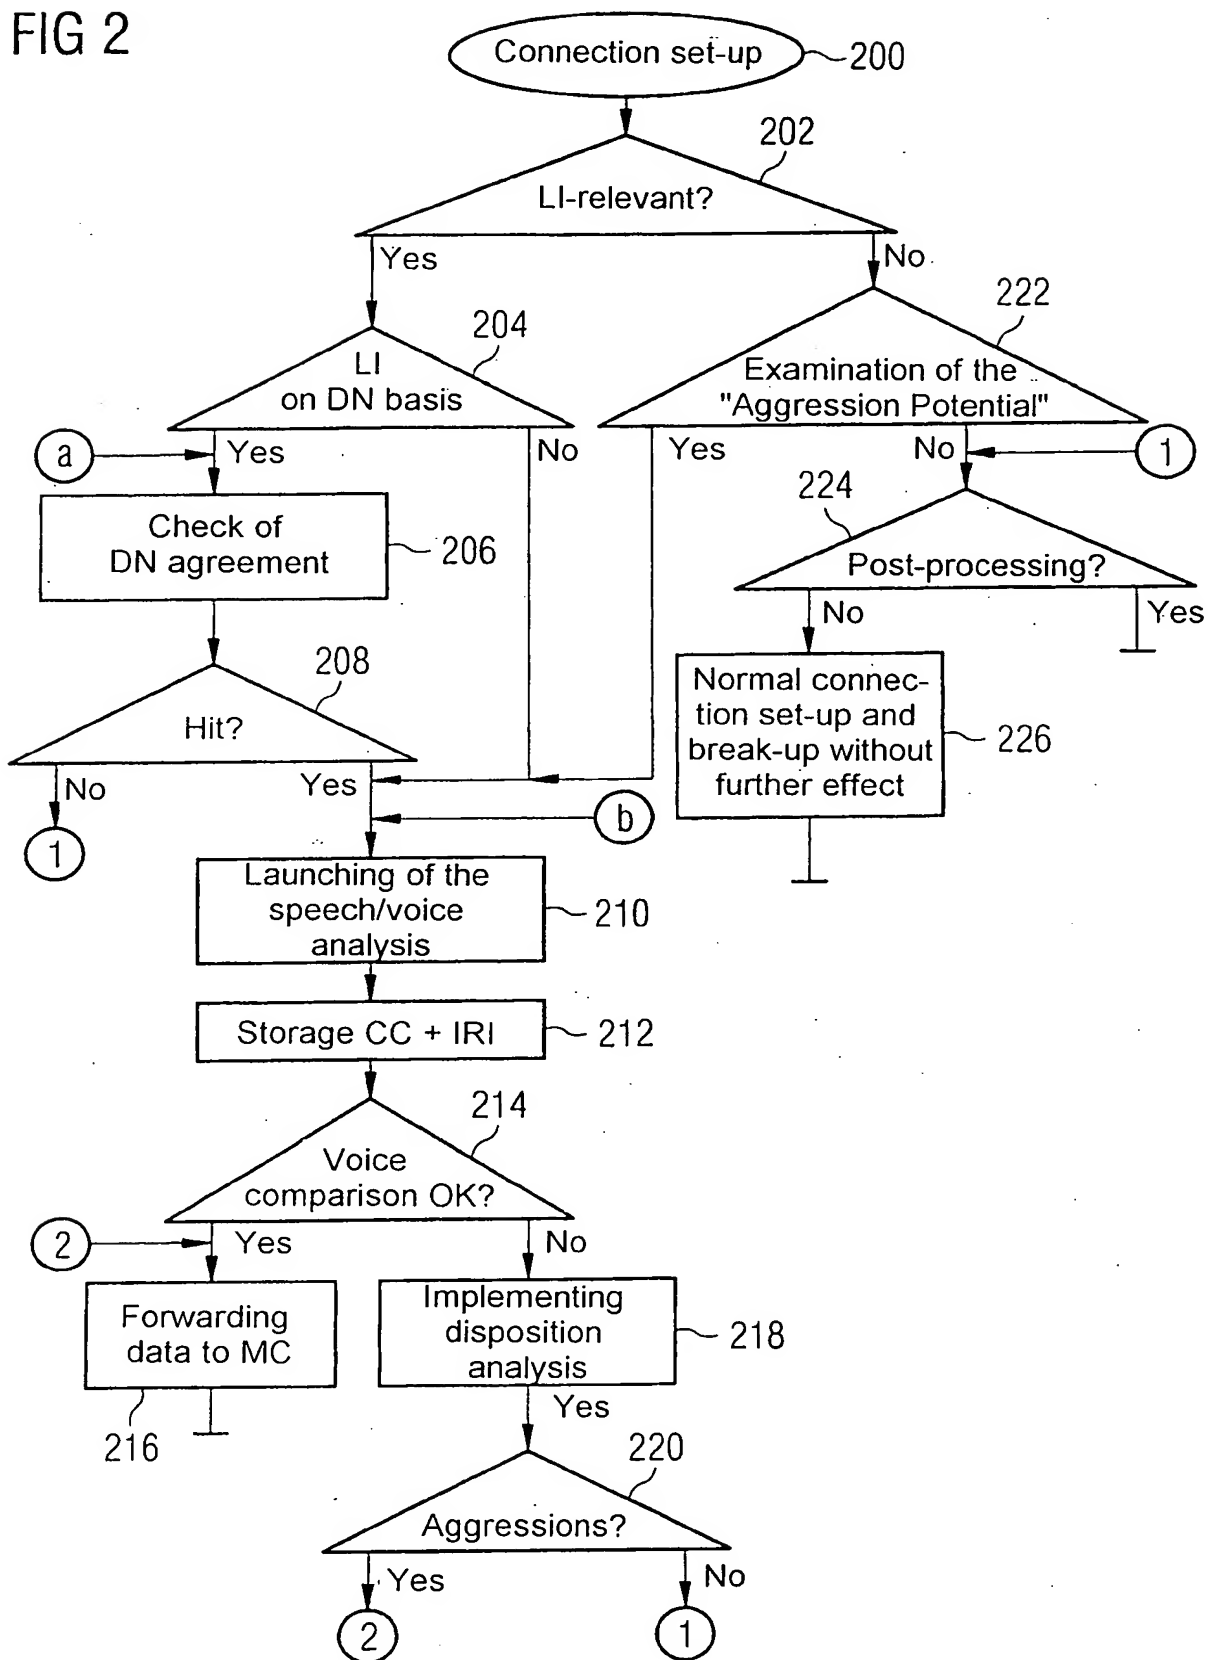 FIG 2
Connection set-up
200
202
LI-relevant?
Yes
No
204
222
LI
on DN basis
Examination of the
"Aggression Potential"
a
Yes
No
Yes
No
1
224
Check of
DN agreement
206
Post-processing?
No
Yes
208
Hit?
Normal connec-
tion set-up and
break-up without
further effect
226
No
Yes
1
b
Launching of the
speech/voice
analysis
210
Storage CC + IRI
212
214
Voice
comparison OK?
2
Yes
No
Forwarding
data to MC
216
Implementing
disposition
analysis
218
Yes
220
Aggressions?
Yes
No
2
1